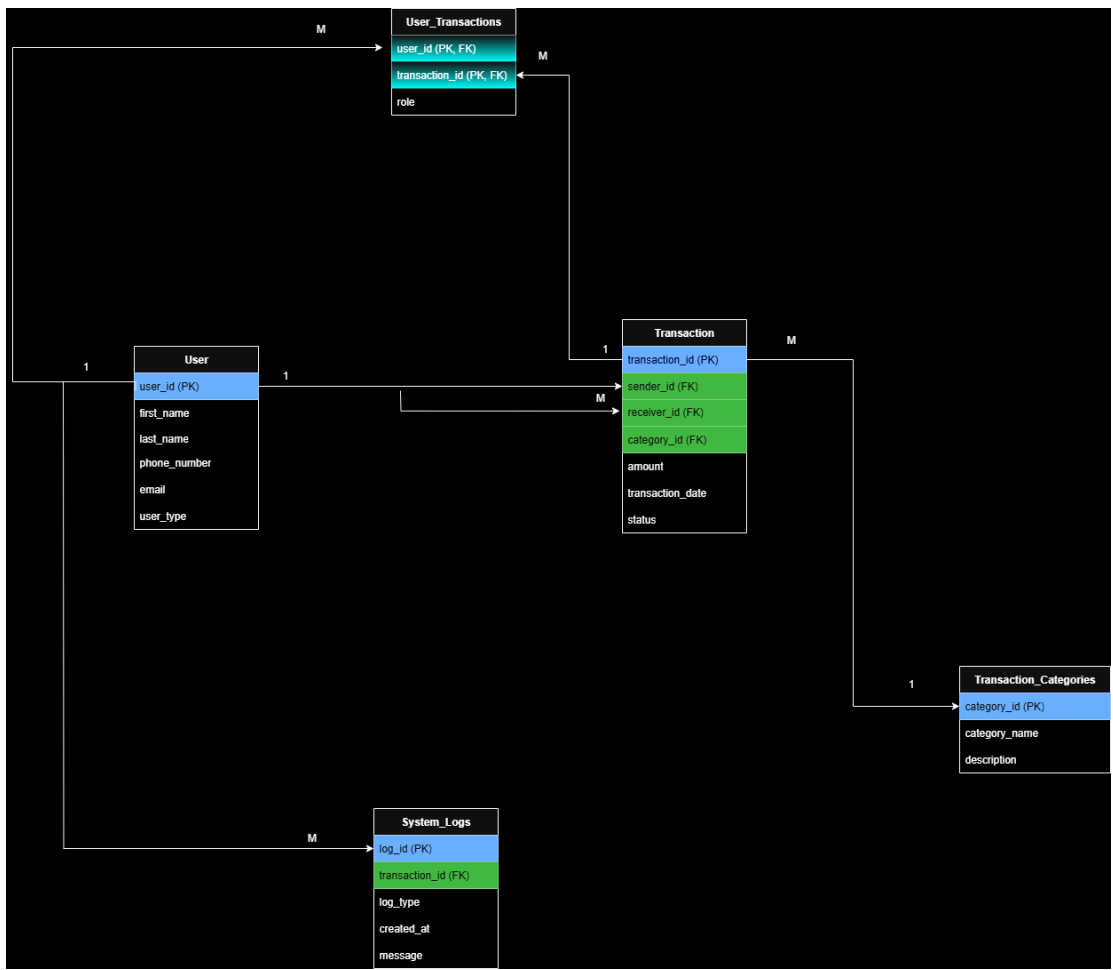 User_Transactions
M
user_id (PK, FK)
M
transaction_id (PK, FK)
role
Transaction
M
1
transaction_id (PK)
User
1
1
user_id (PK)
sender_id (FK)
M
first_name
receiver_id (FK)
last_name
category_id (FK)
phone_number
amount
email
transaction_date
user_type
status
Transaction_Categories
1
category_id (PK)
category_name
description
System_Logs
M
log_id (PK)
transaction_id (FK)
log_type
created_at
message